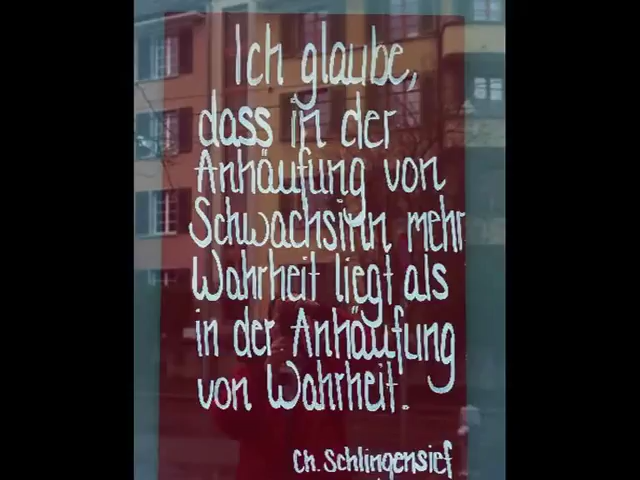 Ich glaube,
dass in der
Anhäufung von
Schwachsinn mehr
Wahrheit liegt als
in der Anhäufung
von Wahrheit.
Ch. Schlingensief